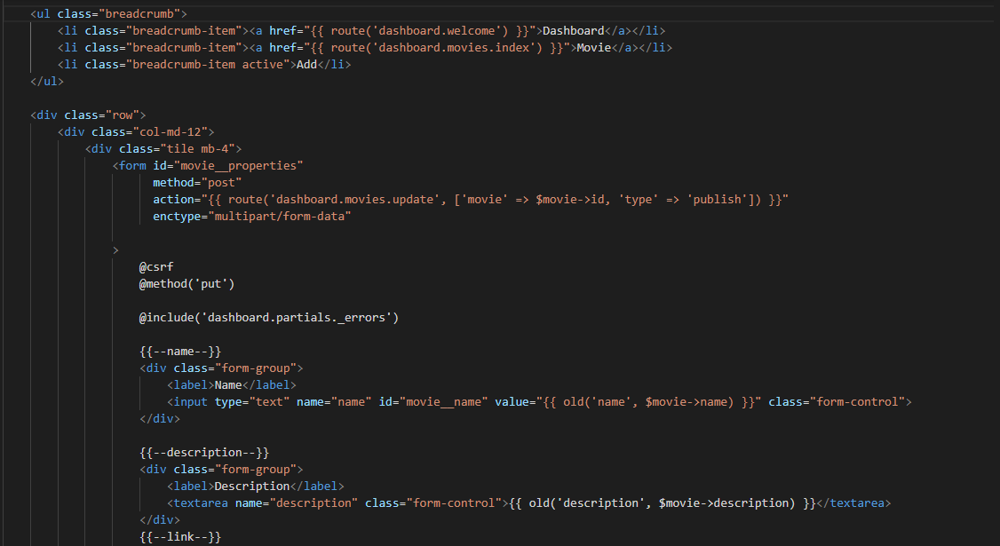 <ul class="breadcrumb">
<li class="breadcrumb-item"><a href="{{ route('dashboard.welcome') }}">Dashboard</a></li>
<li class="breadcrumb-item"><a href="{{ route('dashboard.movies.index') }}">Movie</a></li>
<li class="breadcrumb-item active">Add</li>
</ul>
<div class="row">
<div class="col-md-12">
<div class="tile mb-4">
<form id="movie__properties"
method="post"
action="{{ route('dashboard.movies.update', ['movie' => $movie->id, 'type' => 'publish']) }}"
enctype="multipart/form-data"
>
@csrf
@method('put')
@include('dashboard.partials._errors')
{{--name--}}
<div class="form-group">
<label>Name</label>
<input type="text" name="name" id="movie__name" value="{{ old('name', $movie->name) }}" class="form-control">
</div>
{{--description--}}
<div class="form-group">
<label>Description</label>
<textarea name="description" class="form-control">{{ old('description', $movie->description) }}</textarea>
</div>
{{--link--}}